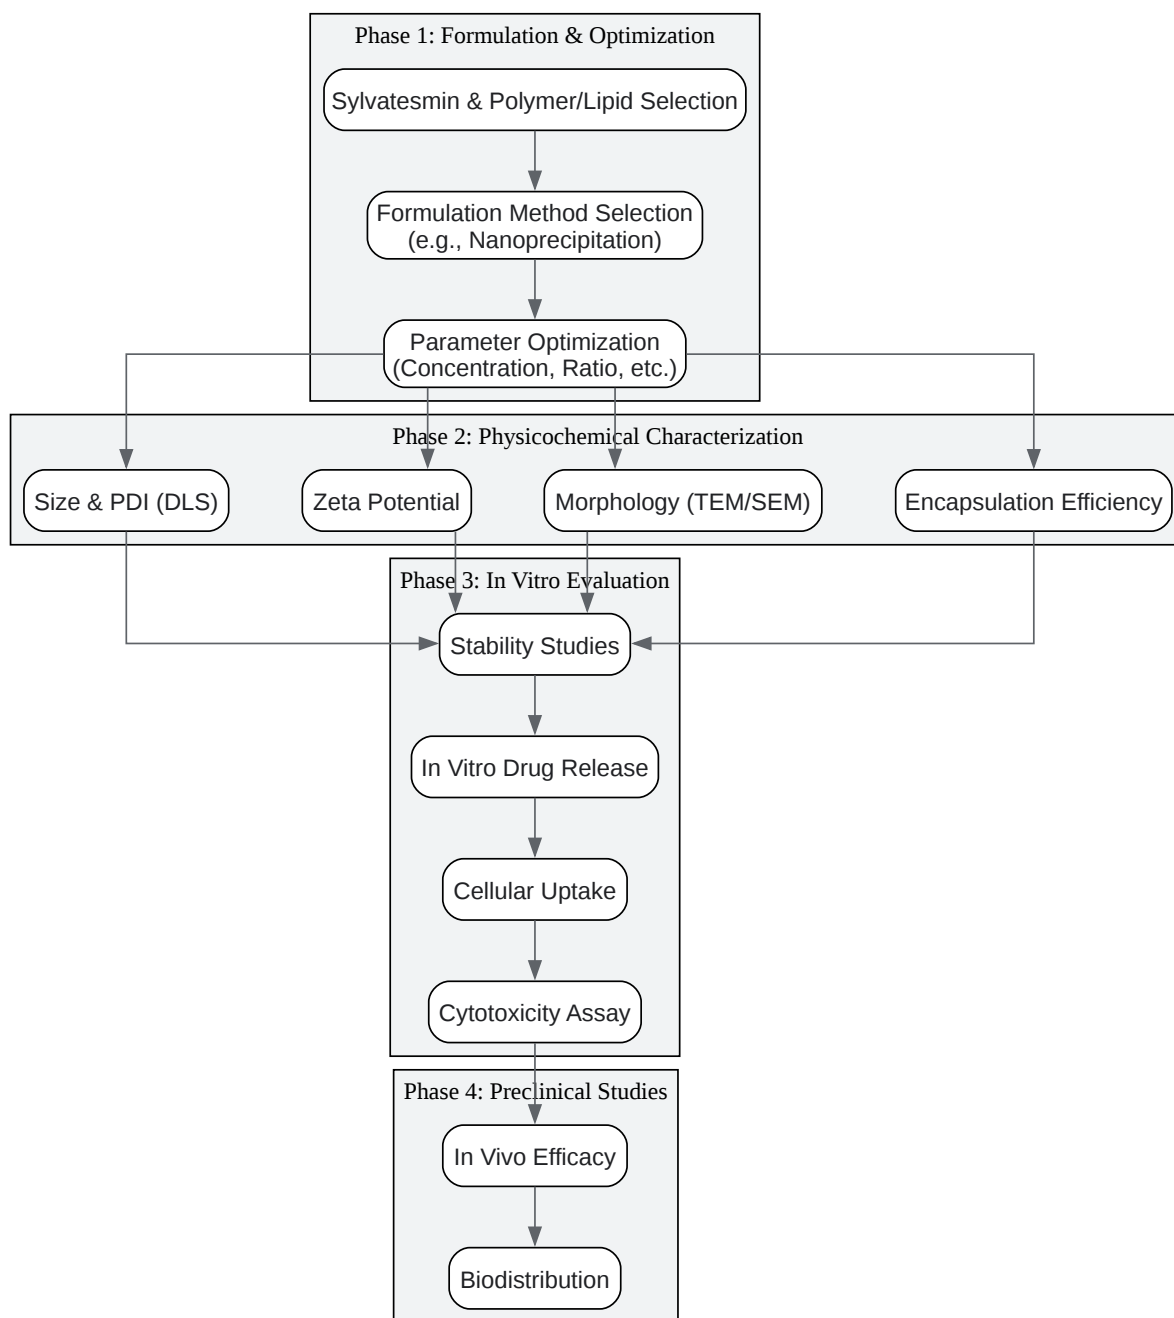 Phase 1: Formulation & Optimization
Sylvatesmin & Polymer/Lipid Selection
Formulation Method Selection
(e.g., Nanoprecipitation)
Parameter Optimization
(Concentration, Ratio, etc.)
Phase 2: Physicochemical Characterization
Size & PDI (DLS)
Zeta Potential
Morphology (TEM/SEM)
Encapsulation Efficiency
Phase 3: In Vitro Evaluation
Stability Studies
In Vitro Drug Release
Cellular Uptake
Cytotoxicity Assay
Phase 4: Preclinical Studies
In Vivo Efficacy
Biodistribution